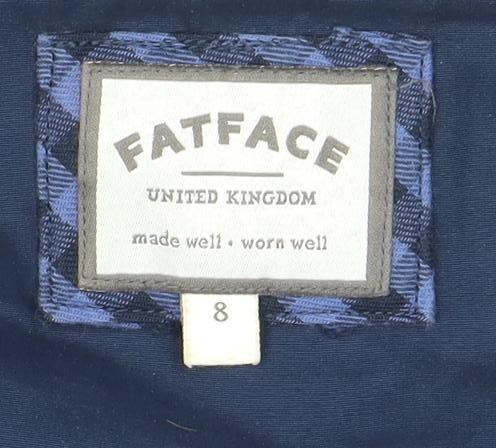 FATFACE
UNITED KINGDOM
made well • worn well
8